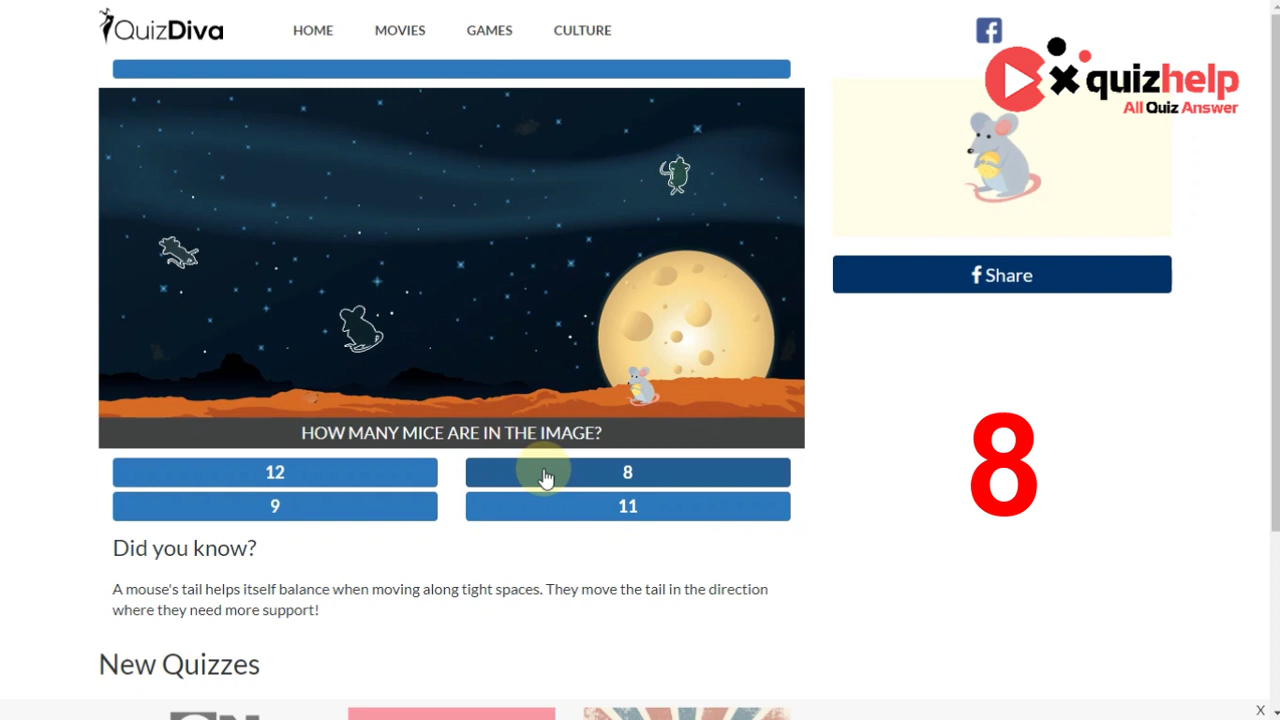 QuizDiva
HOME
MOVIES
GAMES
CULTURE
quizhelp
All Quiz Answer
f Share
HOW MANY MICE ARE IN THE IMAGE?
12
8
9
11
8
Did you know?
A mouse's tail helps itself balance when moving along tight spaces. They move the tail in the direction
where they need more support!
New Quizzes
X